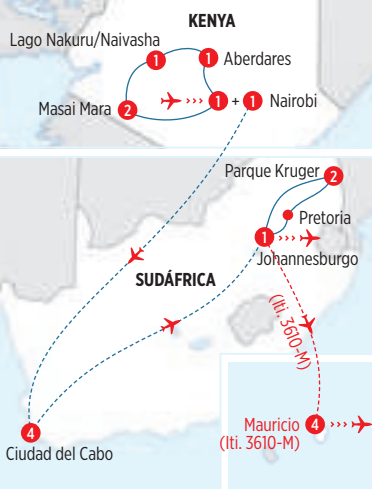 KENYA
Lago Nakuru/Naivasha
1
1 Aberdares
Masai Mara 2
1 + 1 Nairobi
Parque Kruger 2
Pretoria
1
Johannesburgo
SUDÁFRICA
(Iti. 3610-M)
4
Ciudad del Cabo
Mauricio 4
(Iti. 3610-M)